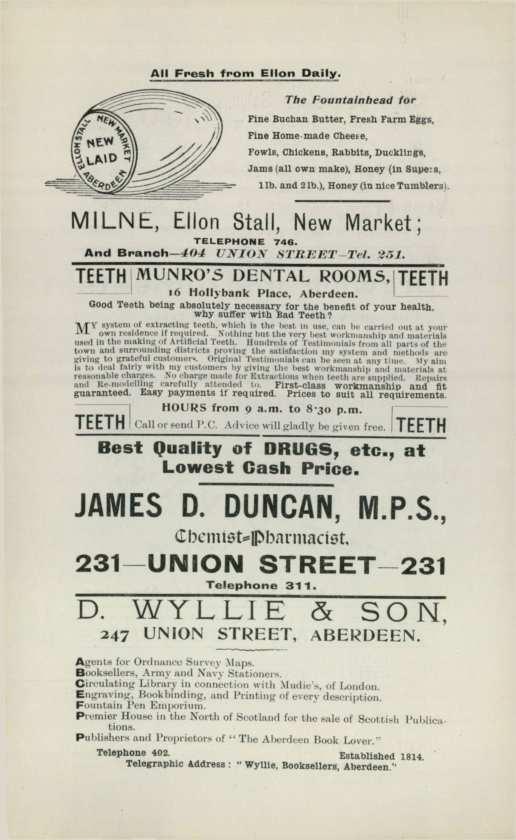 All Fresh from Ellon Daily.
ELLON STALL NEW MARKET
NEW
LAID
ABERDEEN
The Fountainhead for
Fine Buchan Butter, Fresh Farm Eggs,
Fine Home-made Cheese,
Fowls, Chickens, Rabbits, Ducklings,
Jams (all own make), Honey (in Supers,
1lb. and 2lb.), Honey (in nice Tumblers).
MILNE, Ellon Stall, New Market;
TELEPHONE 746.
And Branch—404 UNION STREET—Tel. 251.
TEETH MUNRO'S DENTAL ROOMS, TEETH
16 Hollybank Place, Aberdeen.
Good Teeth being absolutely necessary for the benefit of your health,
why suffer with Bad Teeth?
MY system of extracting teeth, which is the best in use, can be carried out at your
own residence if required. Nothing but the very best workmanship and materials
used in the making of Artificial Teeth. Hundreds of Testimonials from all parts of the
town and surrounding districts proving the satisfaction my system and methods are
giving to grateful customers. Original Testimonials can be seen at any time. My aim
is to deal fairly with my customers by giving the best workmanship and materials at
reasonable charges. No charge made for Extractions when teeth are supplied. Repairs
and Re-modelling carefully attended to. First-class workmanship and fit
guaranteed. Easy payments if required. Prices to suit all requirements.
HOURS from 9 a.m. to 8·30 p.m.
TEETH Call or send P.C. Advice will gladly be given free. TEETH
Best Quality of DRUGS, etc., at
Lowest Cash Price.
JAMES D. DUNCAN, M.P.S.,
Chemist=Pharmacist,
231—UNION STREET—231
Telephone 311.
D. WYLLIE & SON,
247 UNION STREET, ABERDEEN.
Agents for Ordnance Survey Maps.
Booksellers, Army and Navy Stationers.
Circulating Library in connection with Mudie's, of London.
Engraving, Bookbinding, and Printing of every description.
Fountain Pen Emporium.
Premier House in the North of Scotland for the sale of Scottish Publica-
tions.
Publishers and Proprietors of "The Aberdeen Book Lover."
Telephone 402. Established 1814.
Telegraphic Address: "Wyllie, Booksellers, Aberdeen."